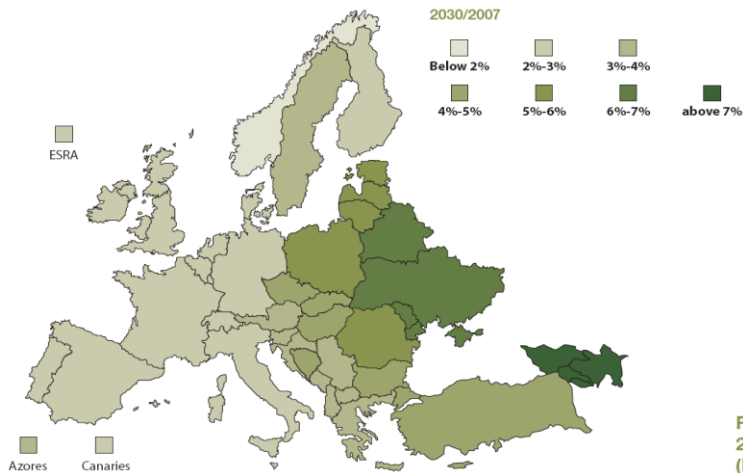 2030/2007
Below 2% 2%-3% 3%-4%
4%-5% 5%-6% 6%-7% above 7%
ESRA
Azores Canaries